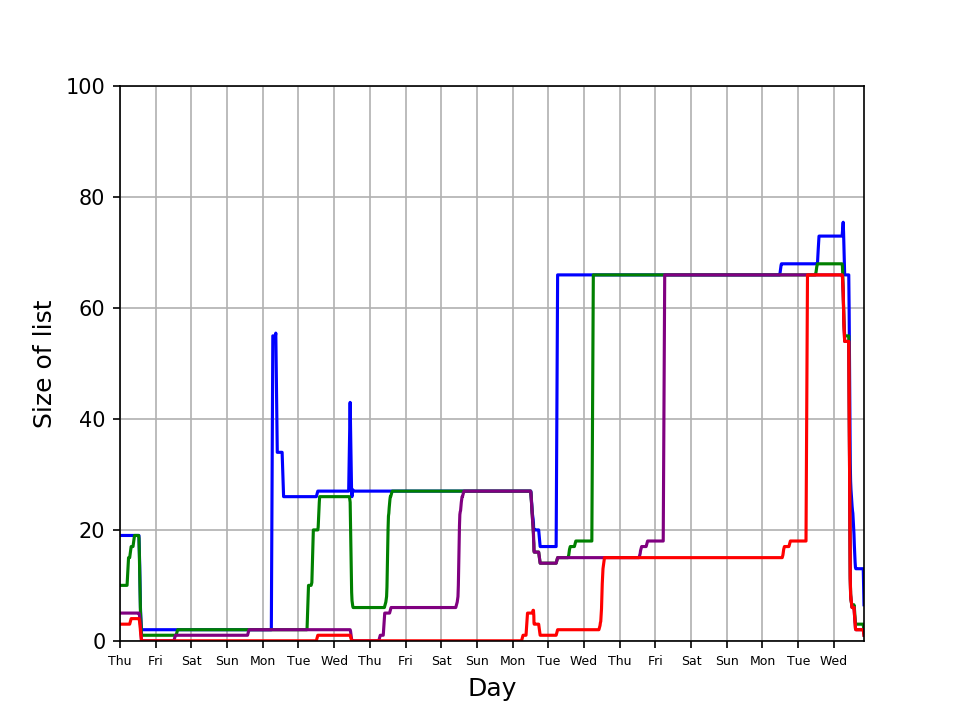 100
80
60
40
20
0
Size of list
Thu Fri Sat Sun Mon Tue Wed Thu Fri Sat Sun Mon Tue Wed Thu Fri Sat Sun Mon Tue Wed
Day